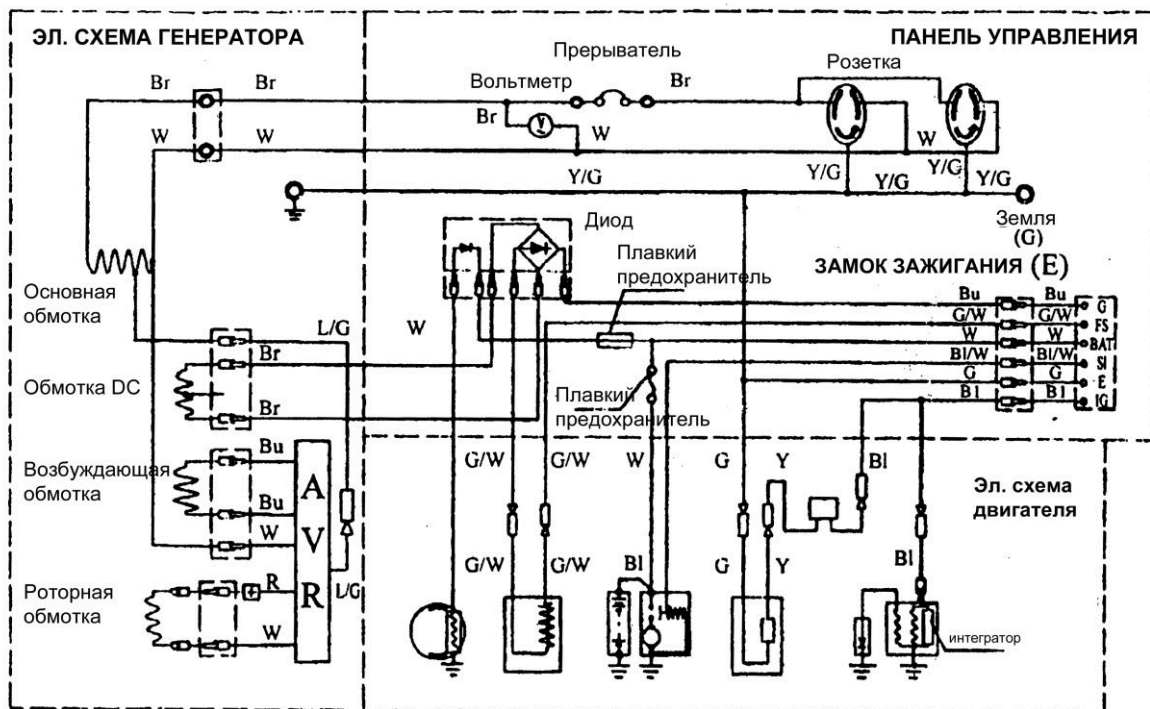 ЭЛ. СХЕМА ГЕНЕРАТОРА
ПАНЕЛЬ УПРАВЛЕНИЯ
Прерыватель
Вольтметр
Розетка
Br
Br
Br
Br
V
W
W
W
W
Y/G
Y/G
Y/G
Y/G
Y/G
Земля
(G)
Диод
Плавкий
предохранитель
ЗАМОК ЗАЖИГАНИЯ (E)
Основная
обмотка
L/G
W
Bu
Bu
G
G/W
G/W
FS
W
W
BAT
Bl/W
Bl/W
SI
G
G
E
Bl
Bl
IG
Br
Обмотка DC
Br
Плавкий
предохранитель
Возбуждающая
обмотка
Bu
Bu
W
A
V
R
L/G
Роторная
обмотка
R
W
G/W
G/W
W
G
Y
Bl
Эл. схема
двигателя
G/W
G/W
Bl
G
Y
Bl
интегратор